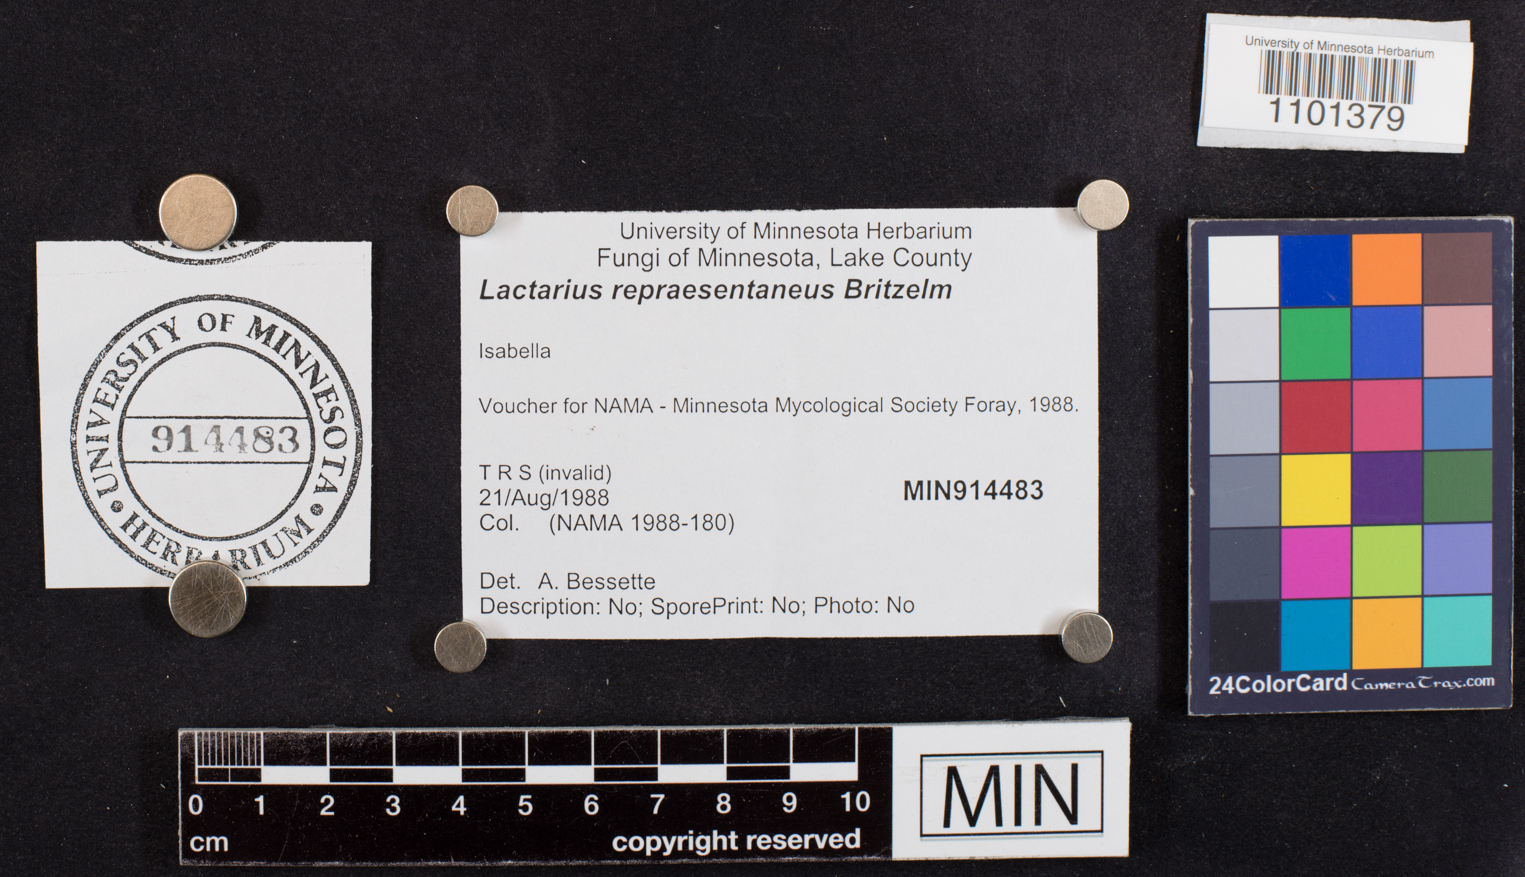 University of Minnesota Herbarium
1101379
UNIVERSITY OF MINNESOTA
914483
HERBARIUM
University of Minnesota Herbarium
Fungi of Minnesota, Lake County
Lactarius repraesentaneus Britzelm
Isabella
Voucher for NAMA - Minnesota Mycological Society Foray, 1988.
T R S (invalid)
21/Aug/1988
Col. (NAMA 1988-180)
MIN914483
Det. A. Bessette
Description: No; SporePrint: No; Photo: No
24ColorCard CameraTrax.com
0 1 2 3 4 5 6 7 8 9 10
cm
copyright reserved
MIN